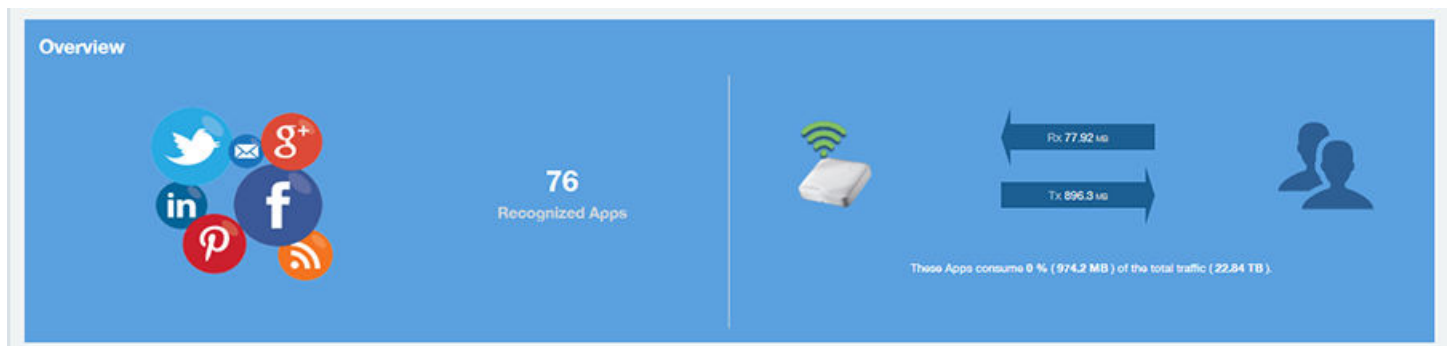 Overview
g+
in
f
76
Recognized Apps
Rx 77.92 MB
Tx 896.3 MB
These Apps consume 0 % ( 974.2 MB ) of the total traffic ( 22.84 TB ).